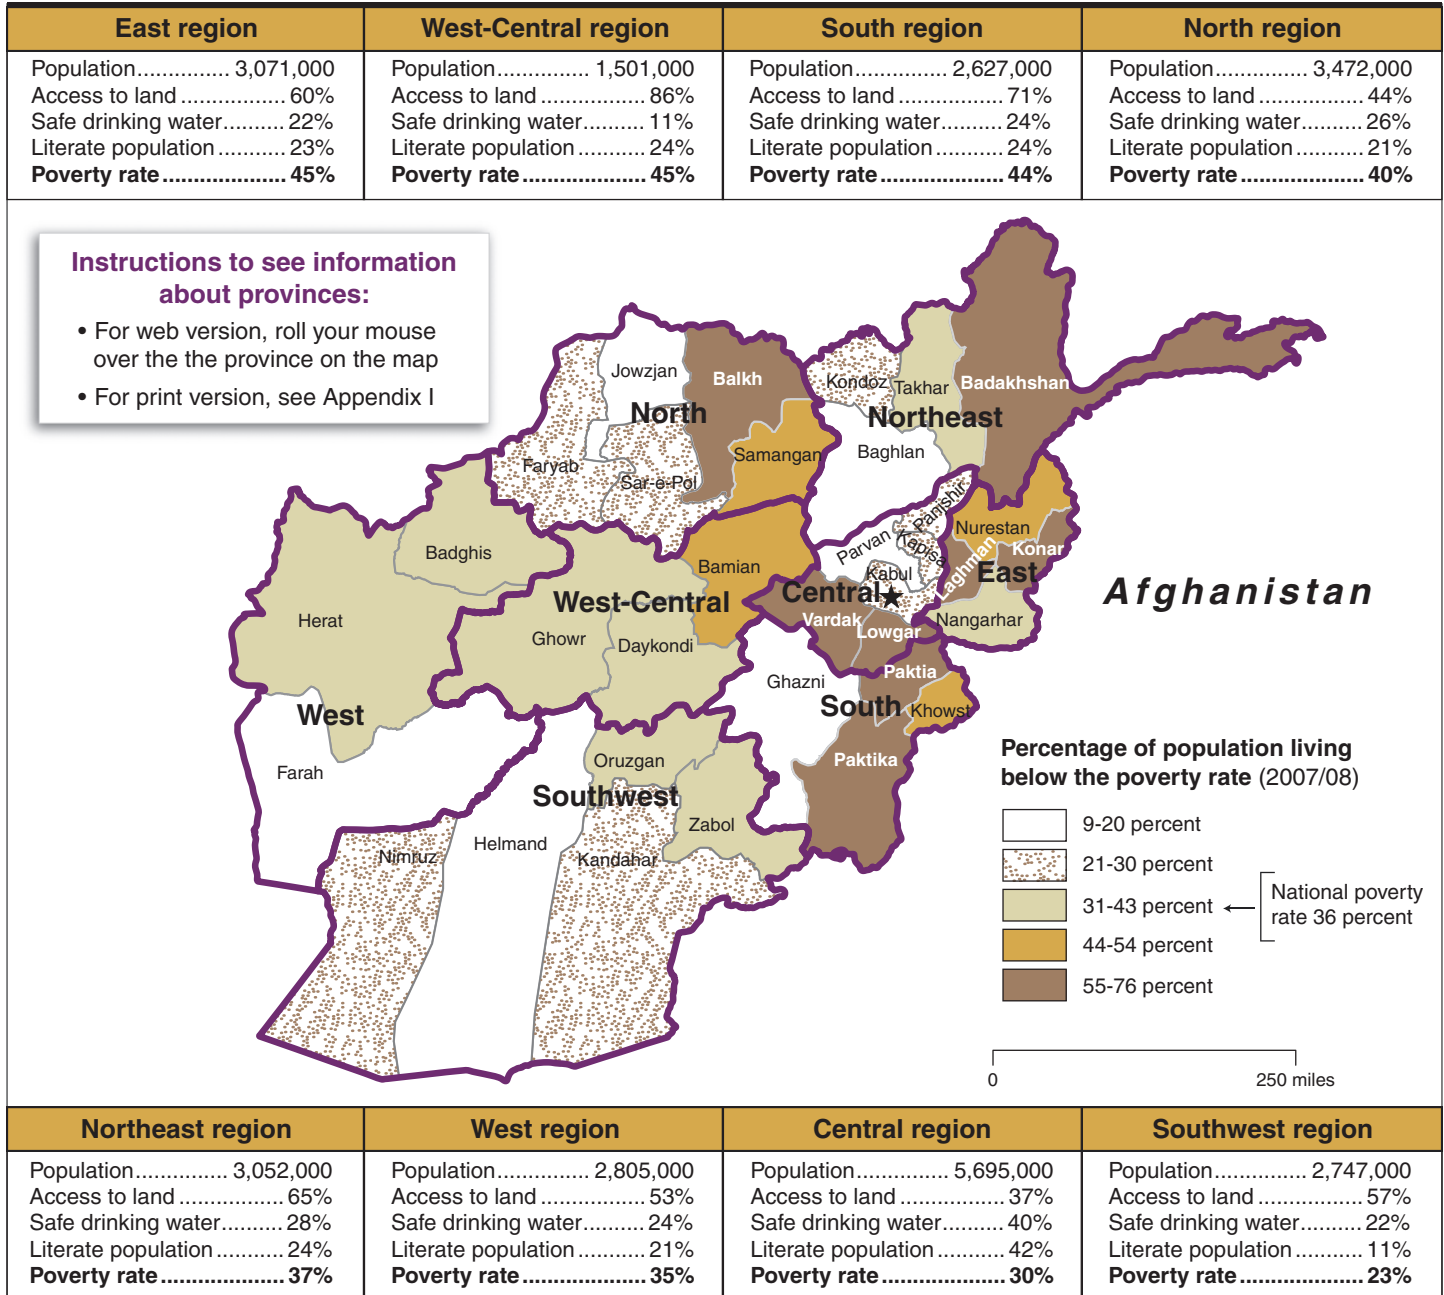 East region
Population............... 3,071,000
Access to land ................. 60%
Safe drinking water.......... 22%
Literate population ........... 23%
Poverty rate .................... 45%
West-Central region
Population............... 1,501,000
Access to land ................. 86%
Safe drinking water.......... 11%
Literate population ........... 24%
Poverty rate .................... 45%
South region
Population............... 2,627,000
Access to land ................. 71%
Safe drinking water.......... 24%
Literate population ........... 24%
Poverty rate .................... 44%
North region
Population............... 3,472,000
Access to land ................. 44%
Safe drinking water.......... 26%
Literate population ........... 21%
Poverty rate .................... 40%
Instructions to see information
about provinces:
• For web version, roll your mouse
over the the province on the map
• For print version, see Appendix I
Jowzjan
Balkh
North
Kondoz
Takhar
Badakhshan
Northeast
Faryab
Samangan
Baghlan
Sar-e-Pol
Panjshir
Badghis
Parvan
Kapisa
Nurestan
Laghman
Konar
Bamian
Kabul
East
Afghanistan
West-Central
Central
Herat
Vardak
Lowgar
Nangarhar
Ghowr
Daykondi
Ghazni
Paktia
West
South
Khowst
Farah
Oruzgan
Paktika
Southwest
Zabol
Nimruz
Helmand
Kandahar
Percentage of population living
below the poverty rate (2007/08)
9-20 percent
21-30 percent
31-43 percent
National poverty
rate 36 percent
44-54 percent
55-76 percent
0
250 miles
Northeast region
Population............... 3,052,000
Access to land ................. 65%
Safe drinking water.......... 28%
Literate population ........... 24%
Poverty rate .................... 37%
West region
Population............... 2,805,000
Access to land ................. 53%
Safe drinking water.......... 24%
Literate population ........... 21%
Poverty rate .................... 35%
Central region
Population............... 5,695,000
Access to land ................. 37%
Safe drinking water.......... 40%
Literate population ........... 42%
Poverty rate .................... 30%
Southwest region
Population............... 2,747,000
Access to land ................. 57%
Safe drinking water.......... 22%
Literate population ........... 11%
Poverty rate .................... 23%